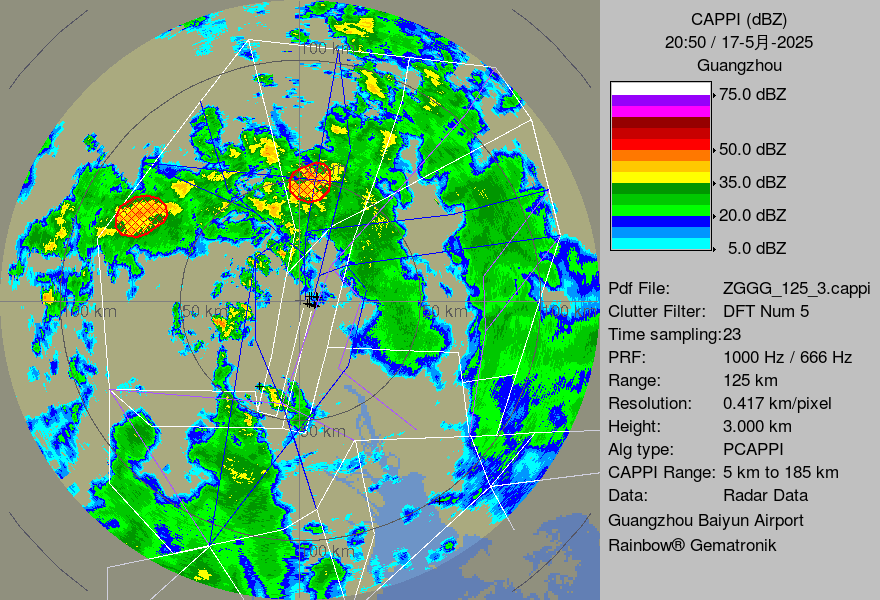 CAPPI (dBZ)
20:50 / 17-5月-2025
Guangzhou
75.0 dBZ
50.0 dBZ
35.0 dBZ
20.0 dBZ
5.0 dBZ
Pdf File: ZGGG_125_3.cappi
Clutter Filter: DFT Num 5
Time sampling:23
PRF: 1000 Hz / 666 Hz
Range: 125 km
Resolution: 0.417 km/pixel
Height: 3.000 km
Alg type: PCAPPI
CAPPI Range: 5 km to 185 km
Data: Radar Data
Guangzhou Baiyun Airport
Rainbow® Gematronik
100 km
100 km
50 km
50 km
100 km
50 km
100 km